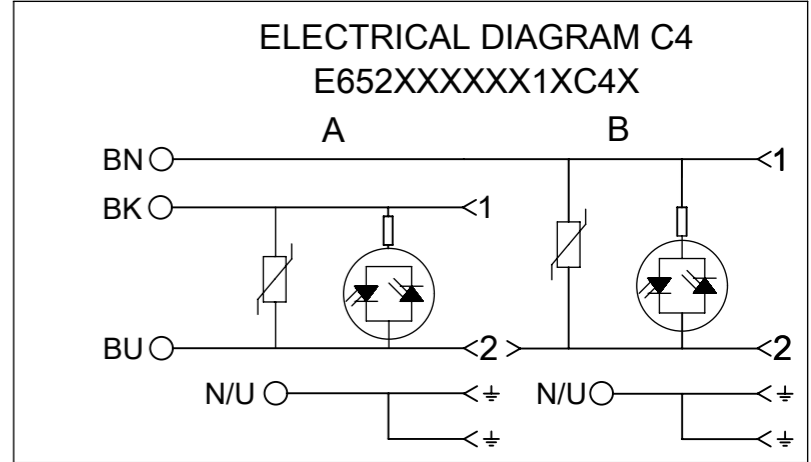 ELECTRICAL DIAGRAM C4
E652XXXXXX1XC4X
A B
BN 1
BK 1
BU 2 2
N/U N/U